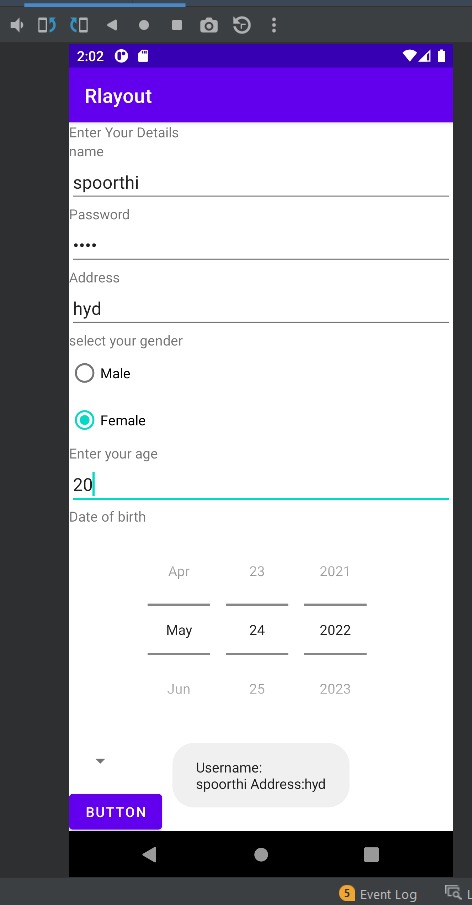 2:02
Rlayout
Enter Your Details
name
spoorthi
Password
••••
Address
hyd
select your gender
Male
Female
Enter your age
20
Date of birth
Apr 23 2021
May 24 2022
Jun 25 2023
Username:
spoorthi Address:hyd
BUTTON
5 Event Log L